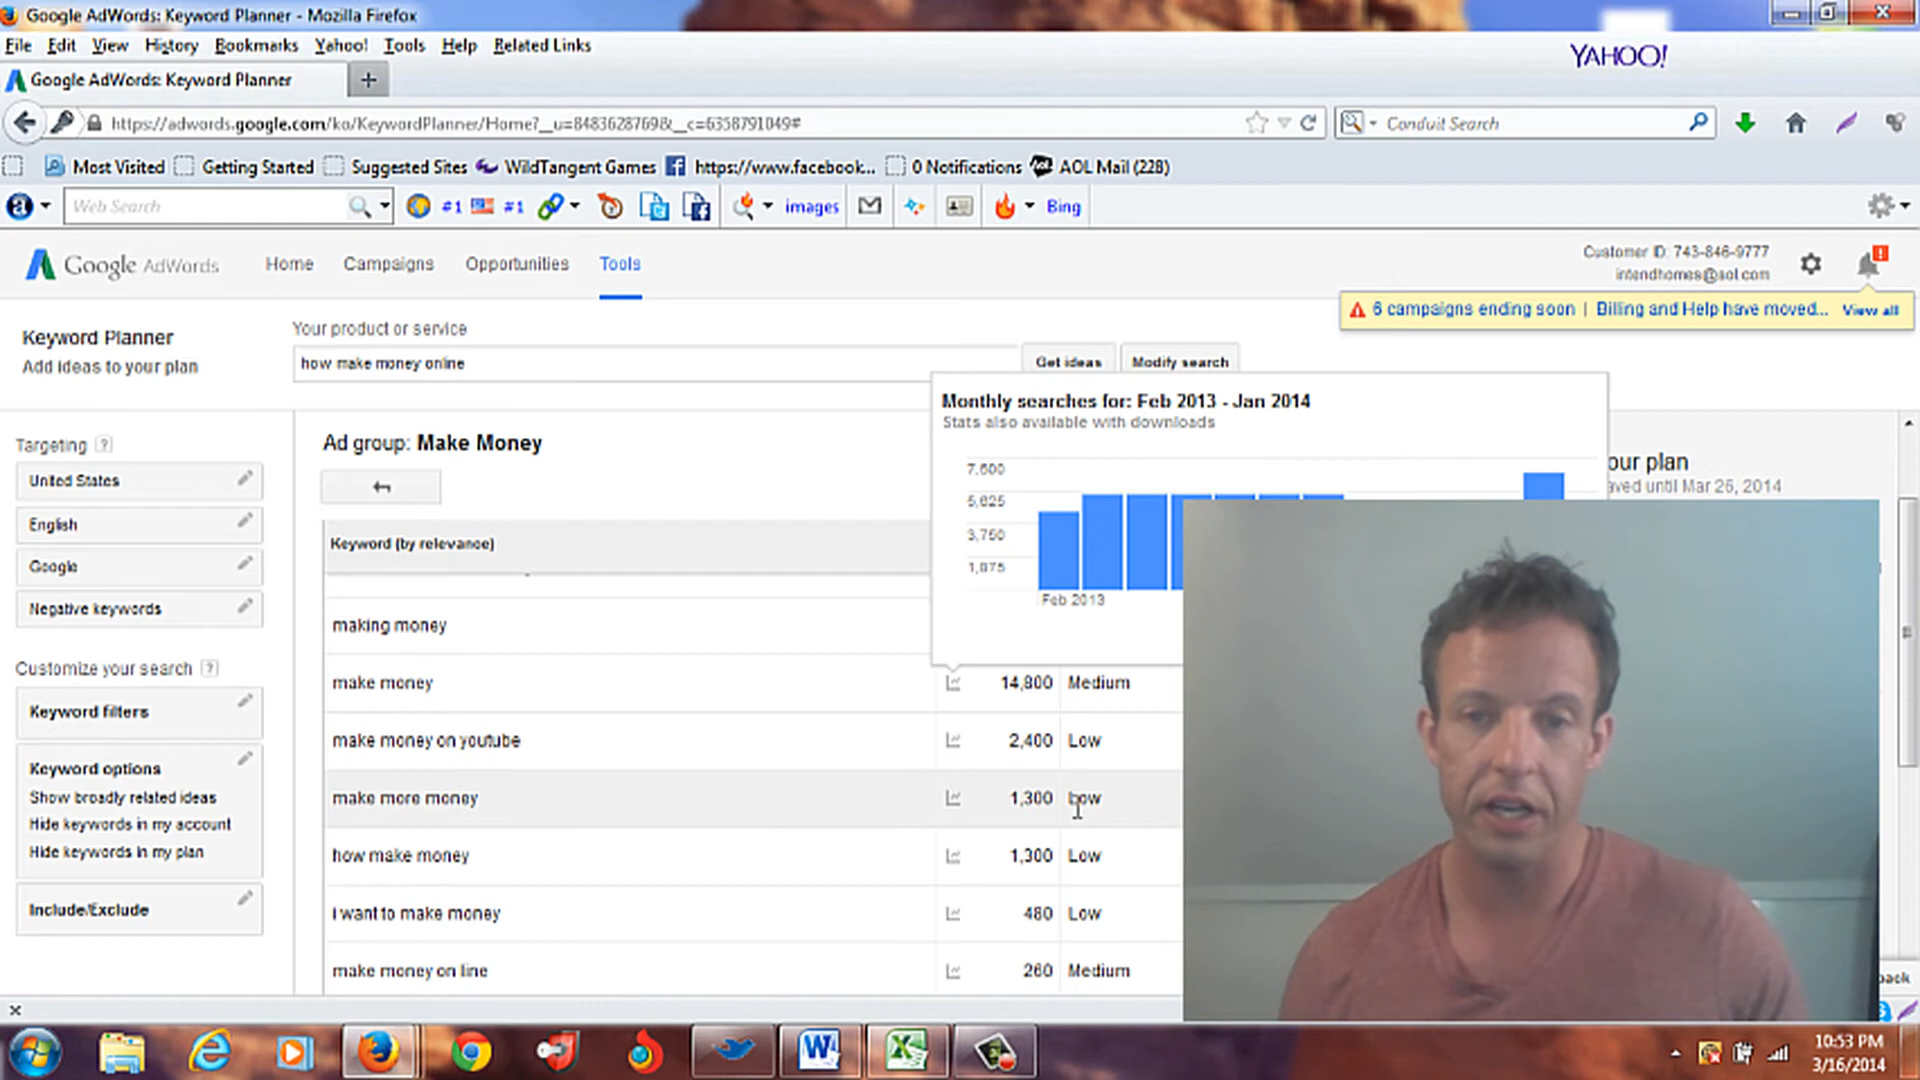 Google AdWords: Keyword Planner - Mozilla Firefox
File Edit View History Bookmarks Yahoo! Tools Help Related Links
YAHOO!
Google AdWords: Keyword Planner +
https://adwords.google.com/ko/KeywordPlanner/Home?__u=8483628769&__c=6358791049#
Conduit Search
Most Visited Getting Started Suggested Sites WildTangent Games https://www.facebook... 0 Notifications AOL Mail (228)
Web Search #1 #1 images Bing
Google AdWords Home Campaigns Opportunities Tools
Customer ID: 743-846-9777
intendhomes@aol.com
6 campaigns ending soon | Billing and Help have moved... View all
Keyword Planner
Add ideas to your plan
Your product or service
how make money online
Get ideas Modify search
Monthly searches for: Feb 2013 - Jan 2014
Stats also available with downloads
7,500
5,625
3,750
1,875
Feb 2013
our plan
aved until Mar 26, 2014
Targeting ?
United States
English
Google
Negative keywords
Customize your search ?
Keyword filters
Keyword options
Show broadly related ideas
Hide keywords in my account
Hide keywords in my plan
Include/Exclude
Ad group: Make Money
Keyword (by relevance)
making money
make money 14,800 Medium
make money on youtube 2,400 Low
make more money 1,300 Low
how make money 1,300 Low
i want to make money 480 Low
make money on line 260 Medium
back
10:53 PM
3/16/2014